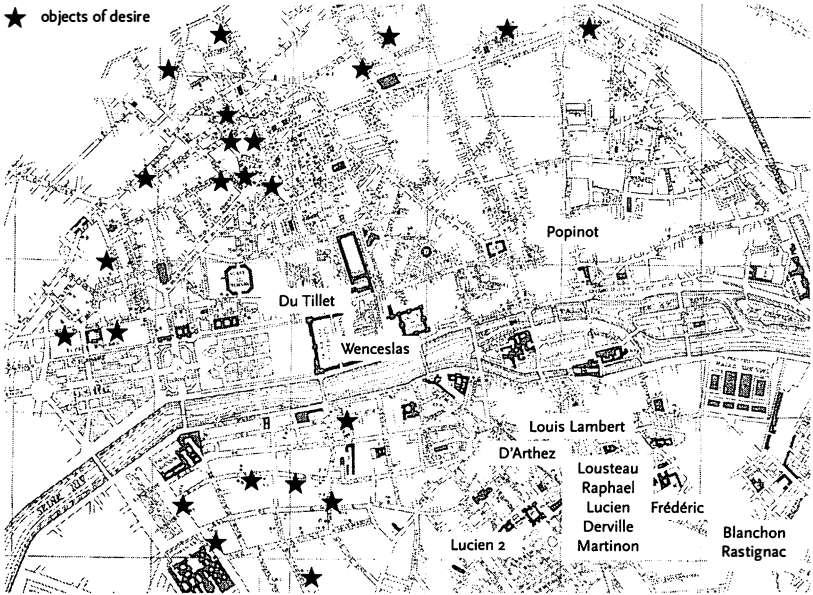 objects of desire
Popinot
Du Tillet
Wenceslas
Louis Lambert
D'Arthez
Lousteau
Raphael
Lucien
Derville
Martinon
Frédéric
Lucien 2
Blanchon
Rastignac